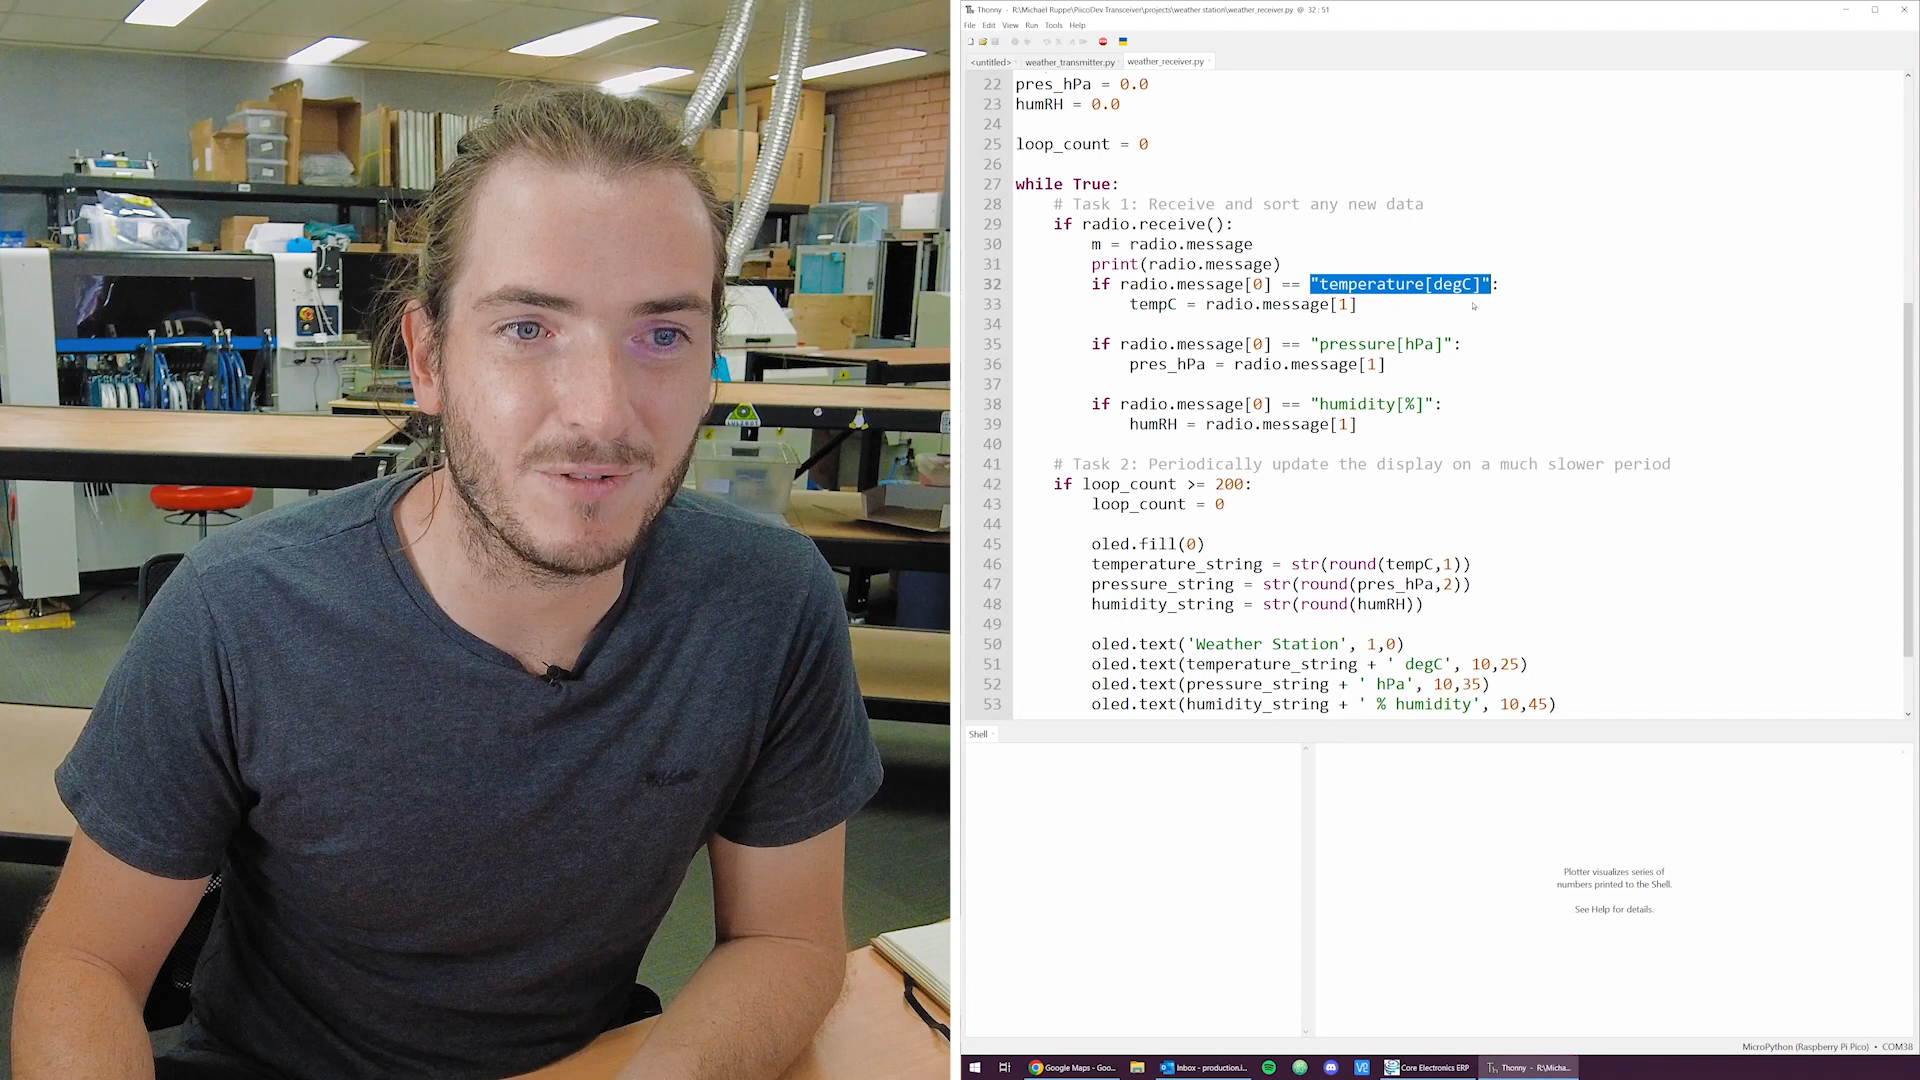 Thonny - R:\Michael Ruppe\PiicoDev Transceiver\projects\weather station\weather_receiver.py @ 32 : 51
File Edit View Run Tools Help
<untitled> weather_transmitter.py weather_receiver.py
22 pres_hPa = 0.0
23 humRH = 0.0
24
25 loop_count = 0
26
27 while True:
28 # Task 1: Receive and sort any new data
29 if radio.receive():
30 m = radio.message
31 print(radio.message)
32 if radio.message[0] == "temperature[degC]":
33 tempC = radio.message[1]
34
35 if radio.message[0] == "pressure[hPa]":
36 pres_hPa = radio.message[1]
37
38 if radio.message[0] == "humidity[%]":
39 humRH = radio.message[1]
40
41 # Task 2: Periodically update the display on a much slower period
42 if loop_count >= 200:
43 loop_count = 0
44
45 oled.fill(0)
46 temperature_string = str(round(tempC,1))
47 pressure_string = str(round(pres_hPa,2))
48 humidity_string = str(round(humRH))
49
50 oled.text('Weather Station', 1,0)
51 oled.text(temperature_string + ' degC', 10,25)
52 oled.text(pressure_string + ' hPa', 10,35)
53 oled.text(humidity_string + ' % humidity', 10,45)
Shell
Plotter visualizes series of
numbers printed to the Shell.
See Help for details.
MicroPython (Raspberry Pi Pico) • COM38
Google Maps - Goo... Inbox - production.i... V2 Core Electronics ERP Thonny - R:\Micha...